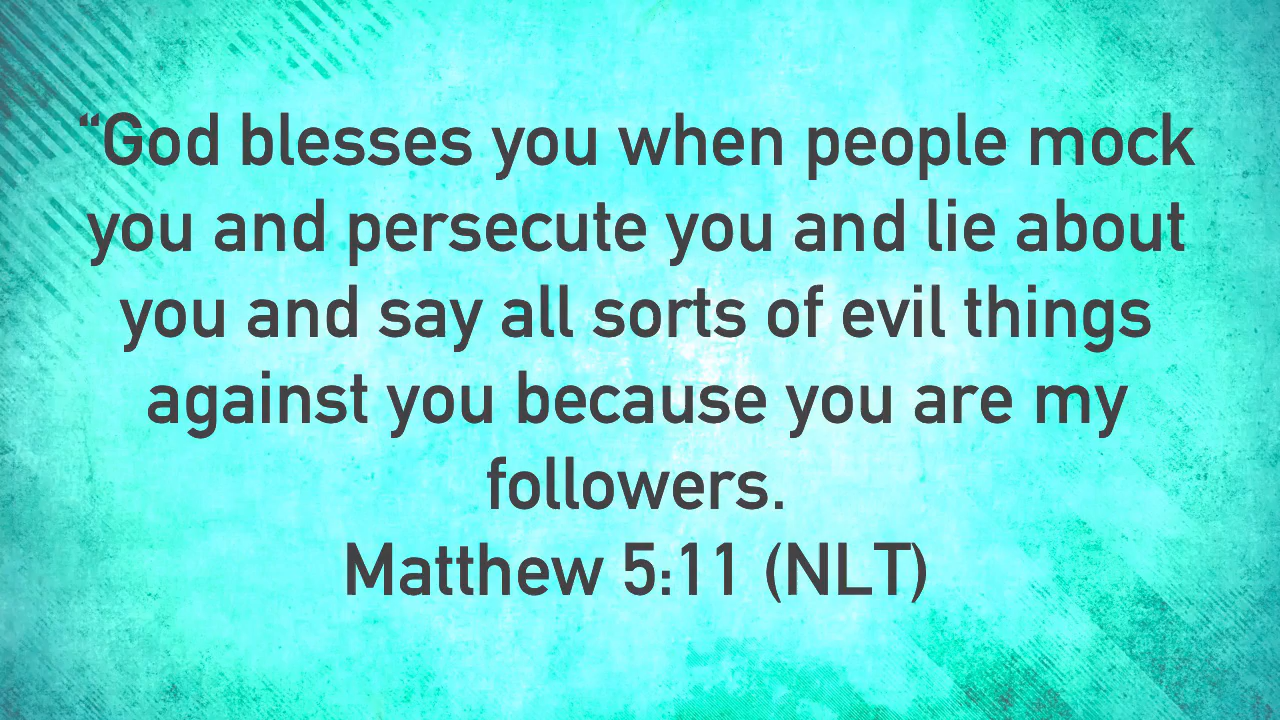 “God blesses you when people mock
you and persecute you and lie about
you and say all sorts of evil things
against you because you are my
followers.
Matthew 5:11 (NLT)